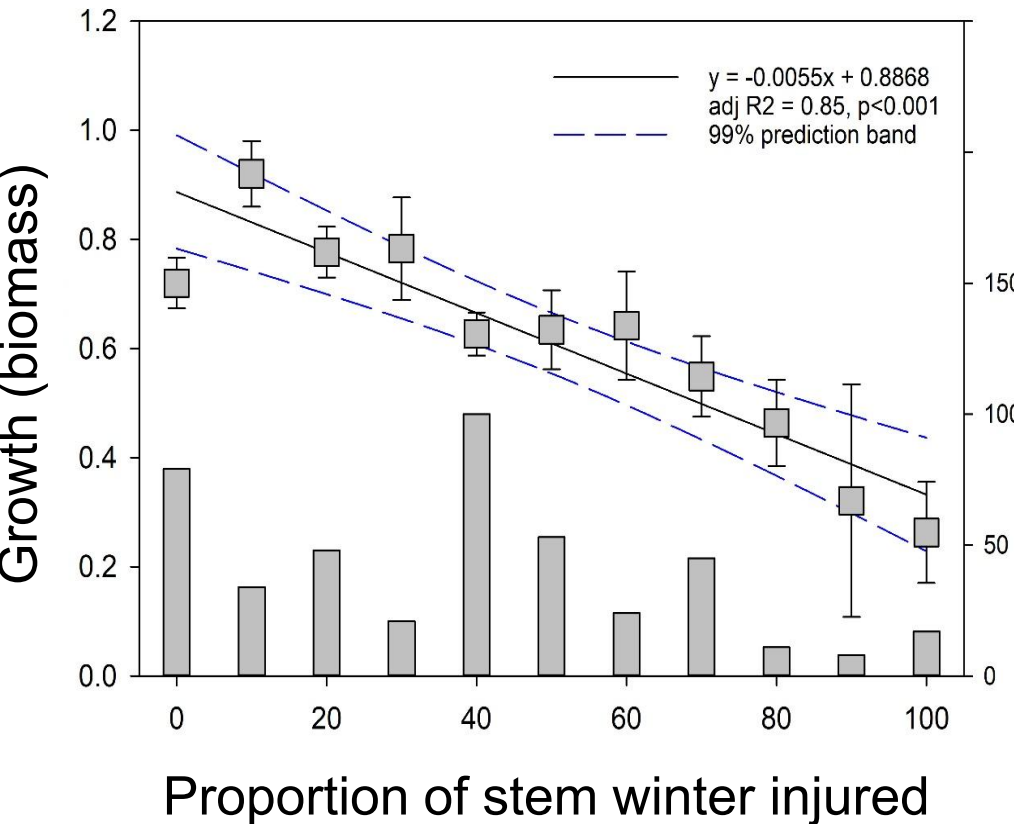 Growth (biomass)
1.2
1.0
0.8
0.6
0.4
0.2
0.0
y = -0.0055x + 0.8868
adj R2 = 0.85, p<0.001
99% prediction band
150
100
50
0
0 20 40 60 80 100
Proportion of stem winter injured